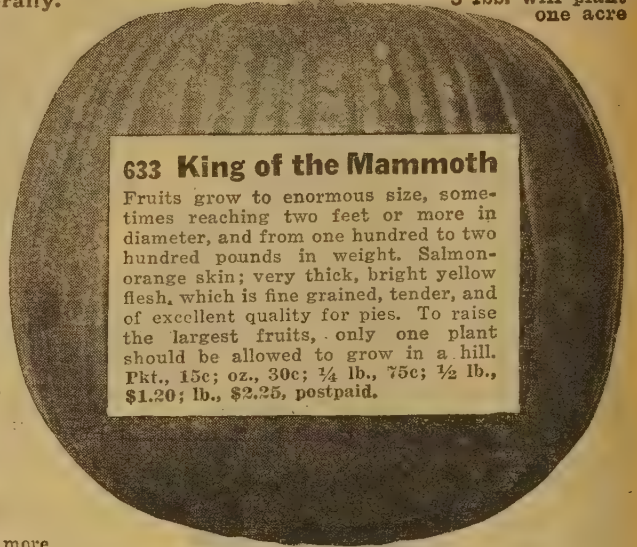 rally.
will plant
one acre
633 King of the Mammoth
Fruits grow to enormous size, some-
times reaching two feet or more in
diameter, and from one hundred to two
hundred pounds in weight. Salmon-
orange skin; very thick, bright yellow
flesh, which is fine grained, tender, and
of excellent quality for pies. To raise
the largest fruits, only one plant
should be allowed to grow in a hill.
Pkt., 15c; oz., 30c; ¼ lb., 75c; ½ lb.,
$1.20; lb., $2.25, postpaid.
more